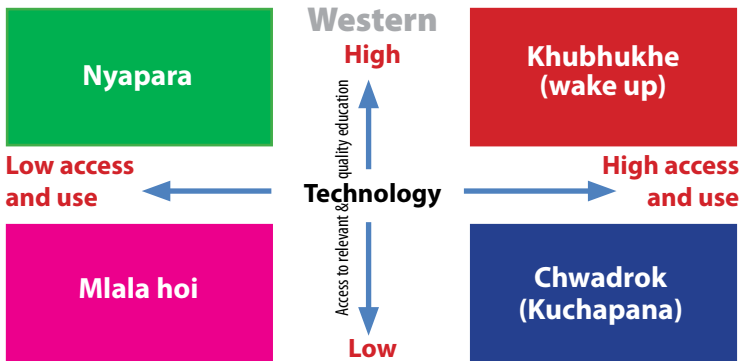 Western
High
Nyapara
Khubhukhe
(wake up)
Low access
and use
Access to relevant & quality education
Technology
High access
and use
Mlala hoi
Chwadrok
(Kuchapana)
Low